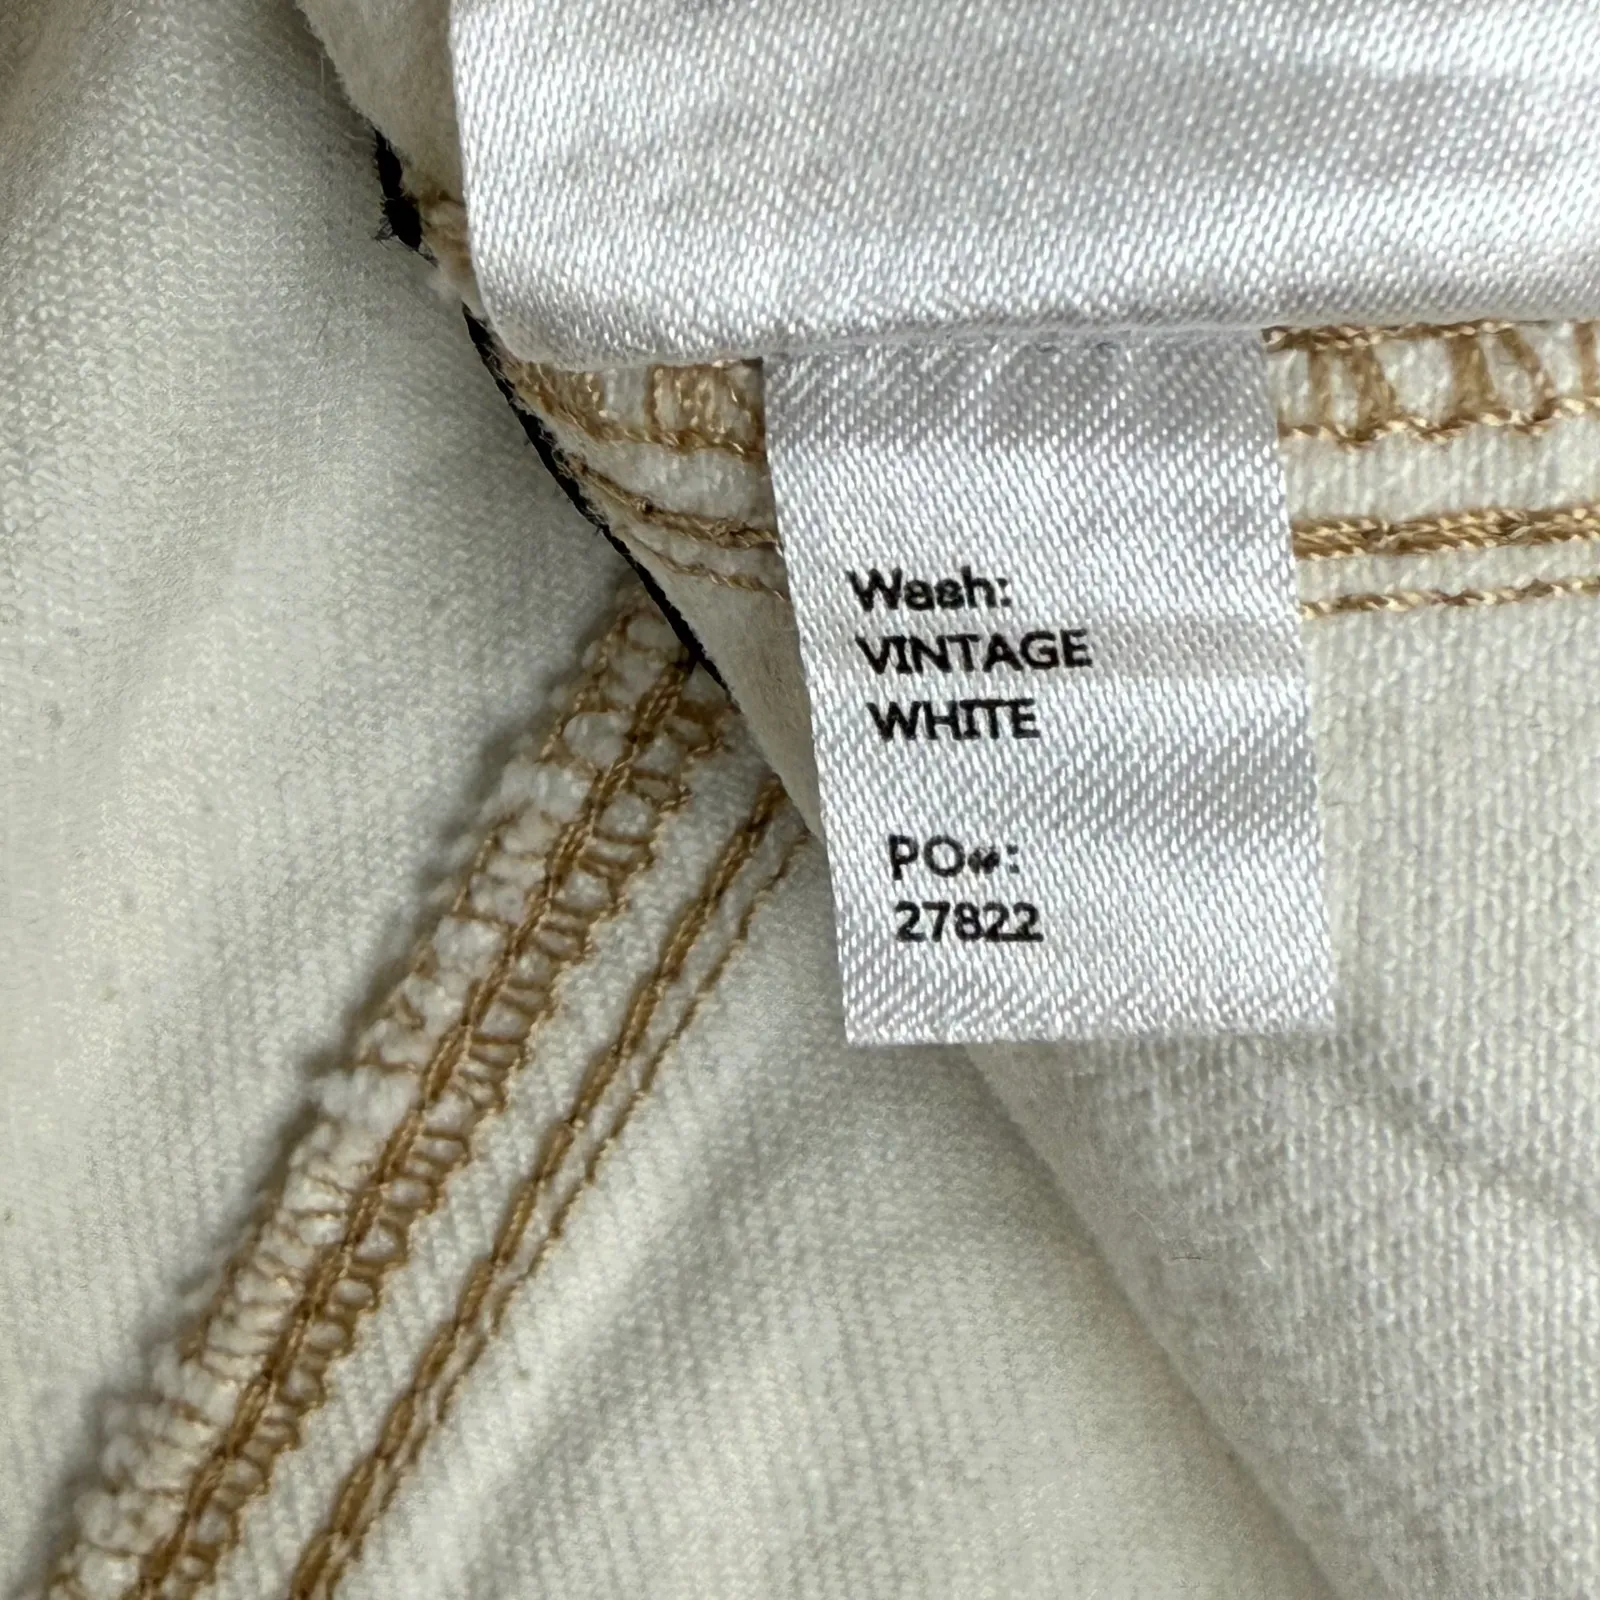 Wash:
VINTAGE
WHITE
PO#:
27822